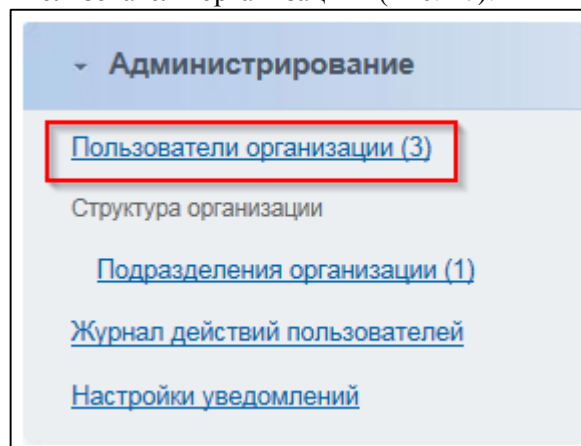 Администрирование
Пользователи организации (3)
Структура организации
Подразделения организации (1)
Журнал действий пользователей
Настройки уведомлений